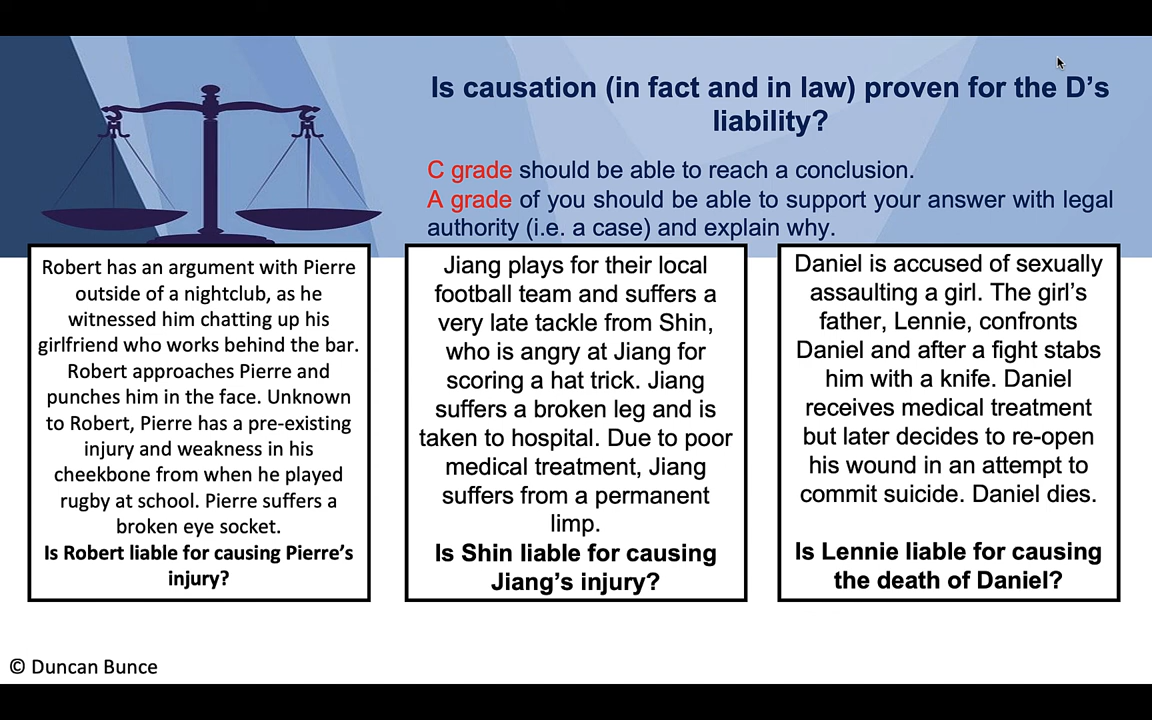 Is causation (in fact and in law) proven for the D’s
liability?
C grade should be able to reach a conclusion.
A grade of you should be able to support your answer with legal
authority (i.e. a case) and explain why.
Robert has an argument with Pierre
outside of a nightclub, as he
witnessed him chatting up his
girlfriend who works behind the bar.
Robert approaches Pierre and
punches him in the face. Unknown
to Robert, Pierre has a pre-existing
injury and weakness in his
cheekbone from when he played
rugby at school. Pierre suffers a
broken eye socket.
Is Robert liable for causing Pierre’s
injury?
Jiang plays for their local
football team and suffers a
very late tackle from Shin,
who is angry at Jiang for
scoring a hat trick. Jiang
suffers a broken leg and is
taken to hospital. Due to poor
medical treatment, Jiang
suffers from a permanent
limp.
Is Shin liable for causing
Jiang’s injury?
Daniel is accused of sexually
assaulting a girl. The girl’s
father, Lennie, confronts
Daniel and after a fight stabs
him with a knife. Daniel
receives medical treatment
but later decides to re-open
his wound in an attempt to
commit suicide. Daniel dies.
Is Lennie liable for causing
the death of Daniel?
© Duncan Bunce